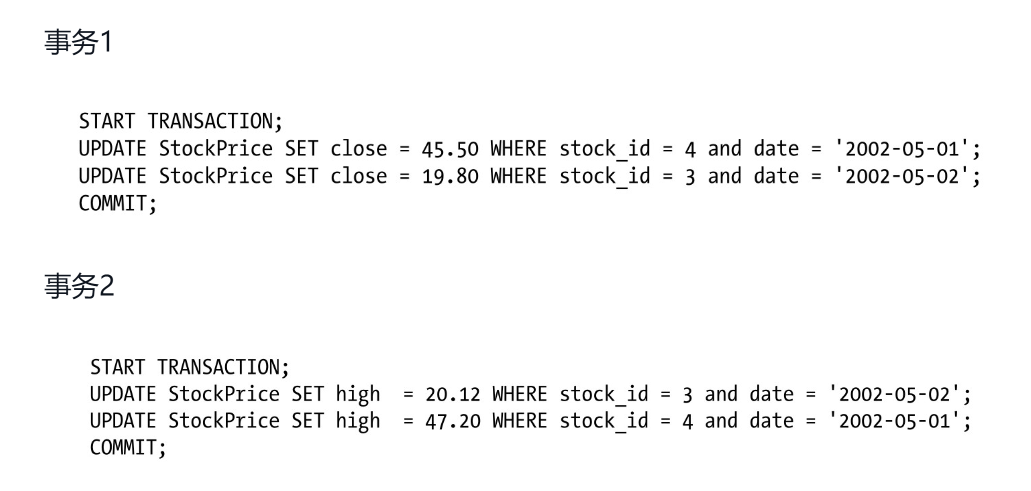 事务1
START TRANSACTION;
UPDATE StockPrice SET close = 45.50 WHERE stock_id = 4 and date = '2002-05-01';
UPDATE StockPrice SET close = 19.80 WHERE stock_id = 3 and date = '2002-05-02';
COMMIT;
事务2
START TRANSACTION;
UPDATE StockPrice SET high  = 20.12 WHERE stock_id = 3 and date = '2002-05-02';
UPDATE StockPrice SET high  = 47.20 WHERE stock_id = 4 and date = '2002-05-01';
COMMIT;